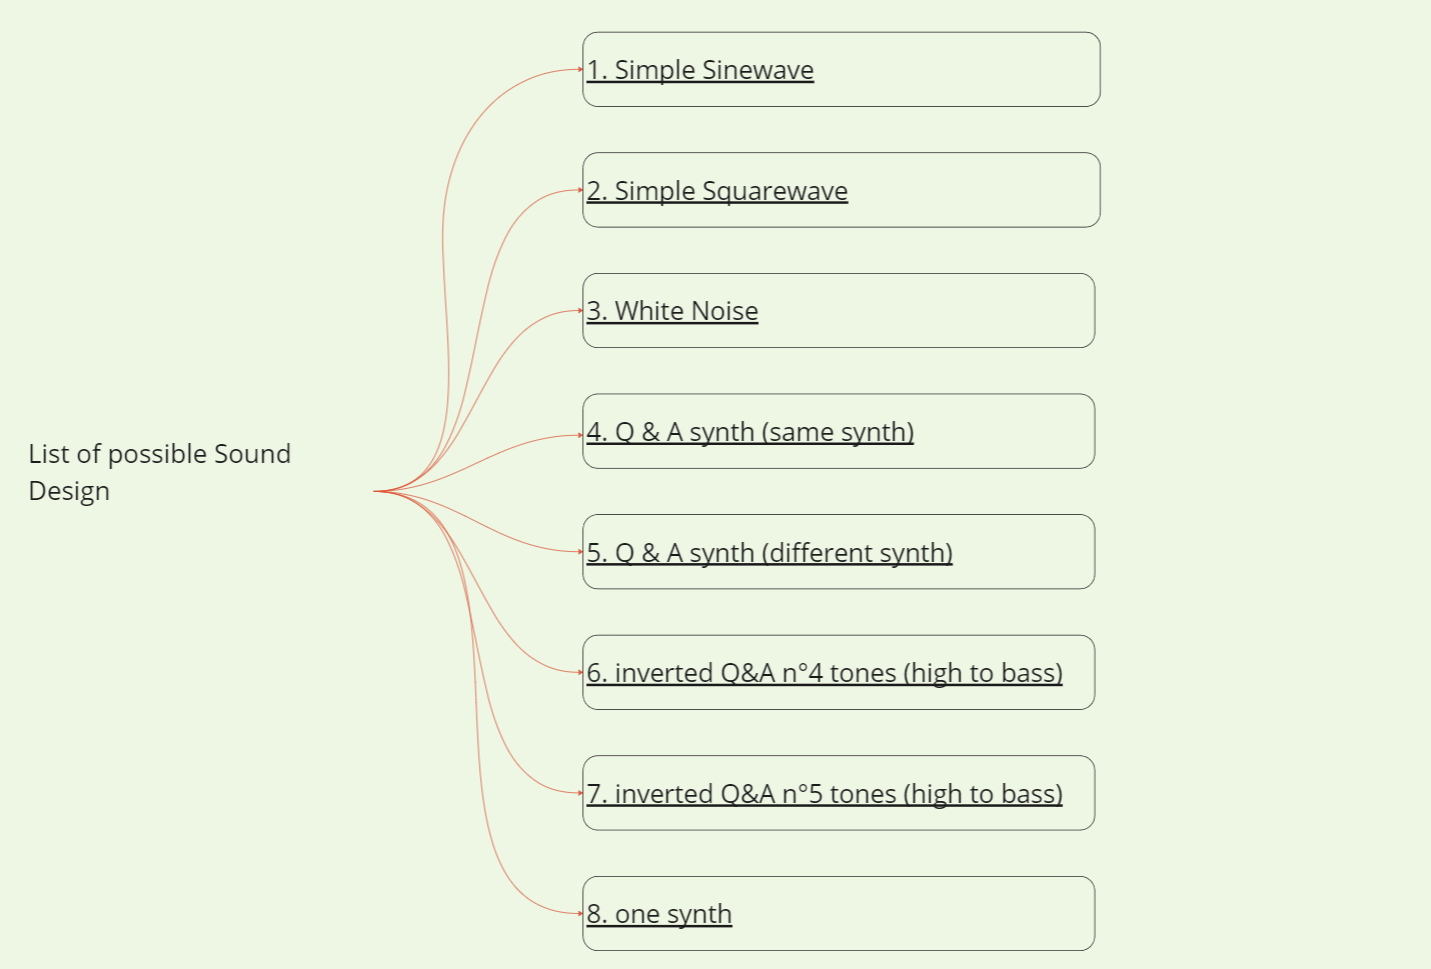 List of possible Sound
Design
1. Simple Sinewave
2. Simple Squarewave
3. White Noise
4. Q & A synth (same synth)
5. Q & A synth (different synth)
6. inverted Q&A n°4 tones (high to bass)
7. inverted Q&A n°5 tones (high to bass)
8. one synth